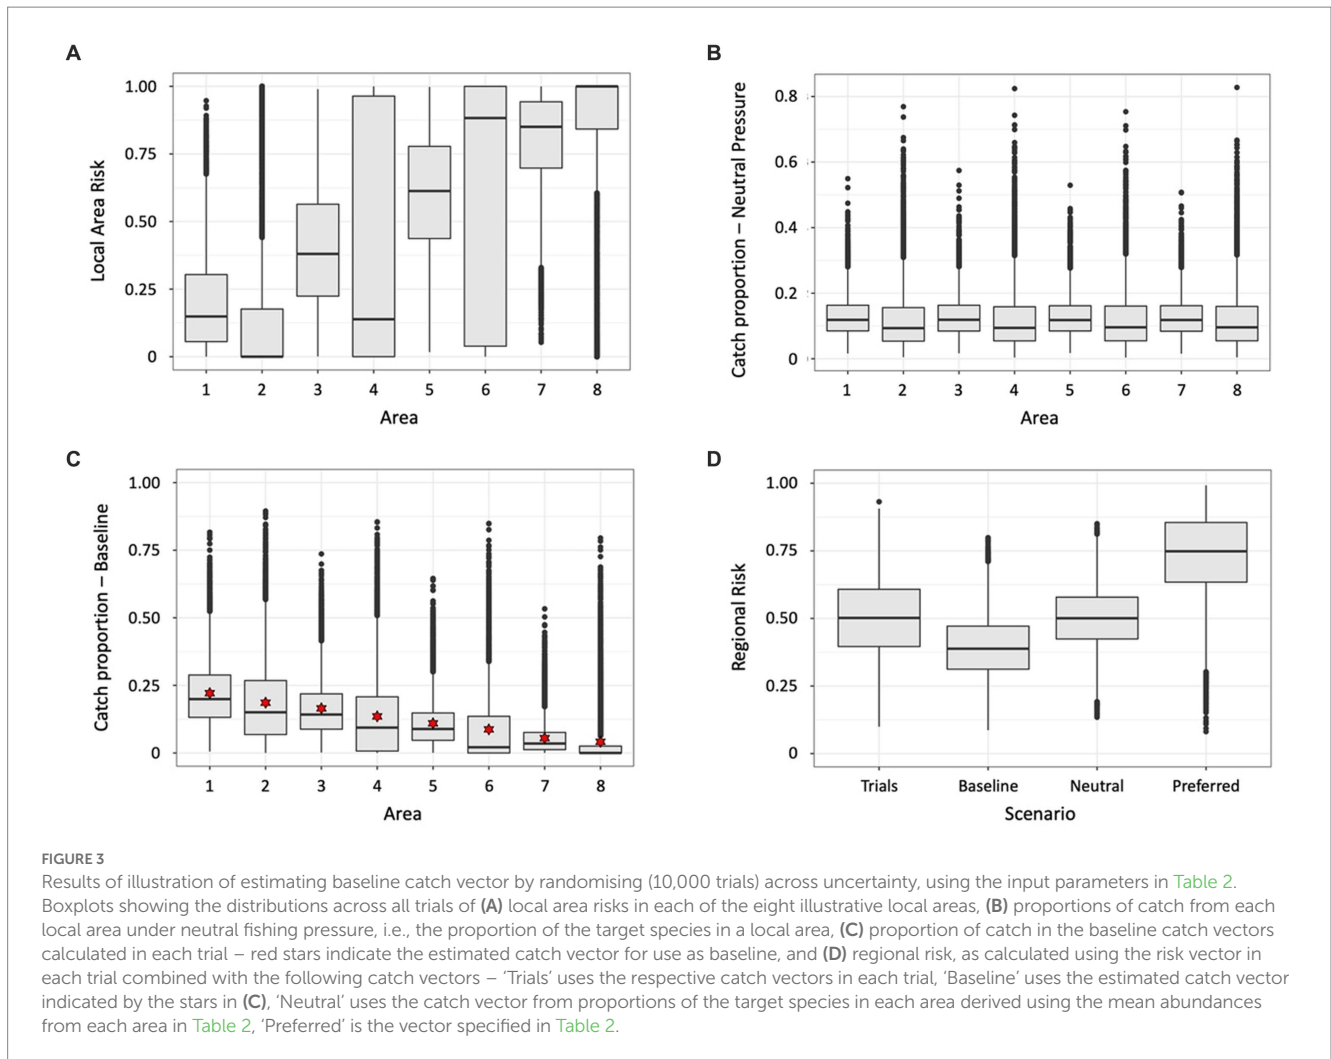 A
Local Area Risk
1.00
0.75
0.50
0.25
0
1 2 3 4 5 6 7 8
Area
B
Catch proportion – Neutral Pressure
0.8
0.6
0.4
0.2
0
1 2 3 4 5 6 7 8
Area
C
Catch proportion – Baseline
1.00
0.75
0.50
0.25
0
1 2 3 4 5 6 7 8
Area
D
Regional Risk
1.00
0.75
0.50
0.25
0
Trials Baseline Neutral Preferred
Scenario
FIGURE 3
Results of illustration of estimating baseline catch vector by randomising (10,000 trials) across uncertainty, using the input parameters in Table 2.
Boxplots showing the distributions across all trials of (A) local area risks in each of the eight illustrative local areas, (B) proportions of catch from each
local area under neutral fishing pressure, i.e., the proportion of the target species in a local area, (C) proportion of catch in the baseline catch vectors
calculated in each trial – red stars indicate the estimated catch vector for use as baseline, and (D) regional risk, as calculated using the risk vector in
each trial combined with the following catch vectors – ‘Trials’ uses the respective catch vectors in each trial, ‘Baseline’ uses the estimated catch vector
indicated by the stars in (C), ‘Neutral’ uses the catch vector from proportions of the target species in each area derived using the mean abundances
from each area in Table 2, ‘Preferred’ is the vector specified in Table 2.